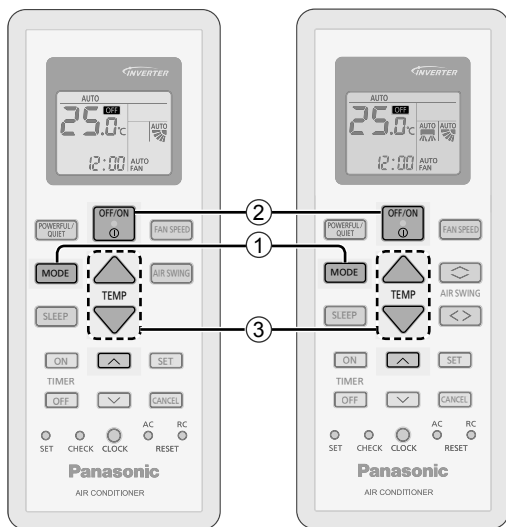 INVERTER
AUTO
OFF
25.0℃
AUTO
12:00
AUTO FAN
OFF/ON
POWERFUL/QUIET
FAN SPEED
MODE
TEMP
AIR SWING
SLEEP
ON
SET
TIMER
OFF
CANCEL
AC
RC
SET
CHECK
CLOCK
RESET
Panasonic
AIR CONDITIONER
2
1
3
INVERTER
AUTO
OFF
25.0℃
AUTO
AUTO
12:00
AUTO FAN
OFF/ON
POWERFUL/QUIET
FAN SPEED
MODE
TEMP
AIR SWING
SLEEP
ON
SET
TIMER
OFF
CANCEL
AC
RC
SET
CHECK
CLOCK
RESET
Panasonic
AIR CONDITIONER